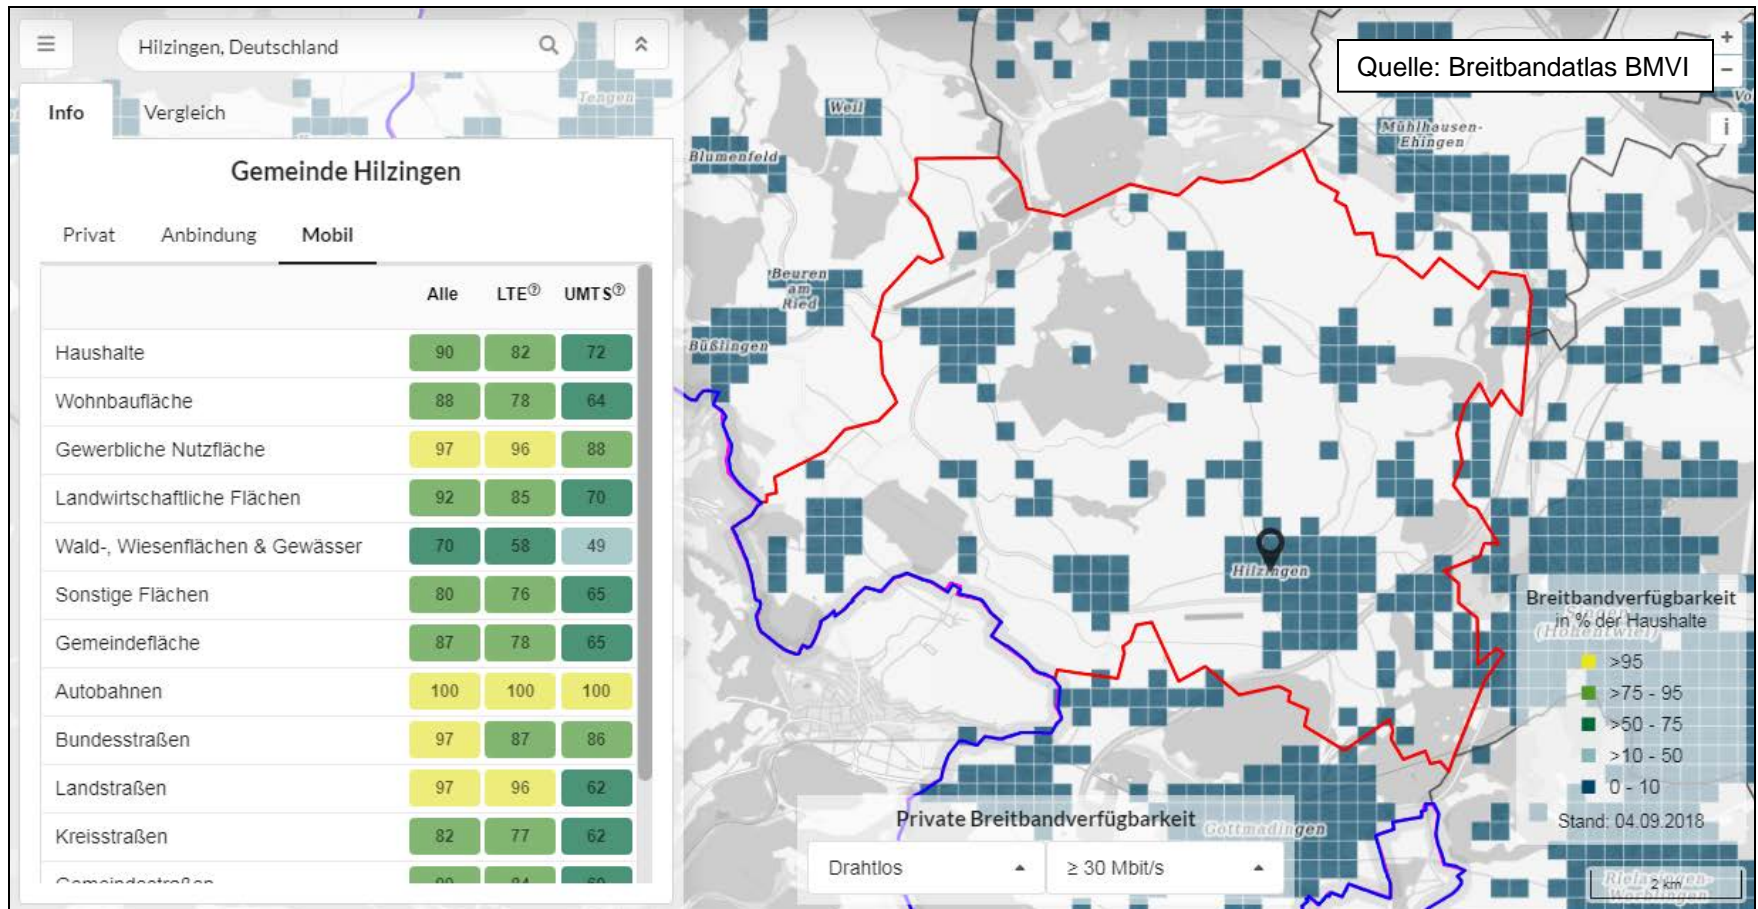 Hilzingen, Deutschland
Info
Vergleich
Gemeinde Hilzingen
Privat
Anbindung
Mobil
Alle LTE UMTS
Haushalte 90 82 72
Wohnbaufläche 88 78 64
Gewerbliche Nutzfläche 97 96 88
Landwirtschaftliche Flächen 92 85 70
Wald-, Wiesenflächen & Gewässer 70 58 49
Sonstige Flächen 80 76 65
Gemeindefläche 87 78 65
Autobahnen 100 100 100
Bundesstraßen 97 87 86
Landstraßen 97 96 62
Kreisstraßen 82 77 62
Quelle: Breitbandatlas BMVI
+
−
i
Tengen
Weil
Blumenfeld
Mühlhausen-
Ehingen
Beuren
am
Ried
Büßlingen
Hilzingen
Singen
(Hohentwiel)
Gottmadingen
Rielasingen-
Worblingen
Breitbandverfügbarkeit
in % der Haushalte
>95
>75 - 95
>50 - 75
>10 - 50
0 - 10
Stand: 04.09.2018
2 km
Private Breitbandverfügbarkeit
Drahtlos
≥ 30 Mbit/s